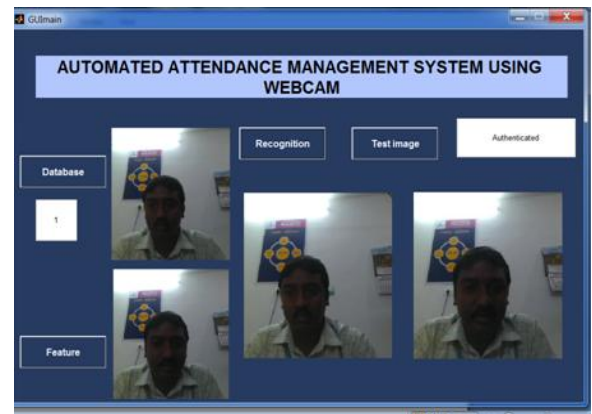 GUImain
AUTOMATED ATTENDANCE MANAGEMENT SYSTEM USING
WEBCAM
Recognition
Test image
Authenticated
Database
1
Feature